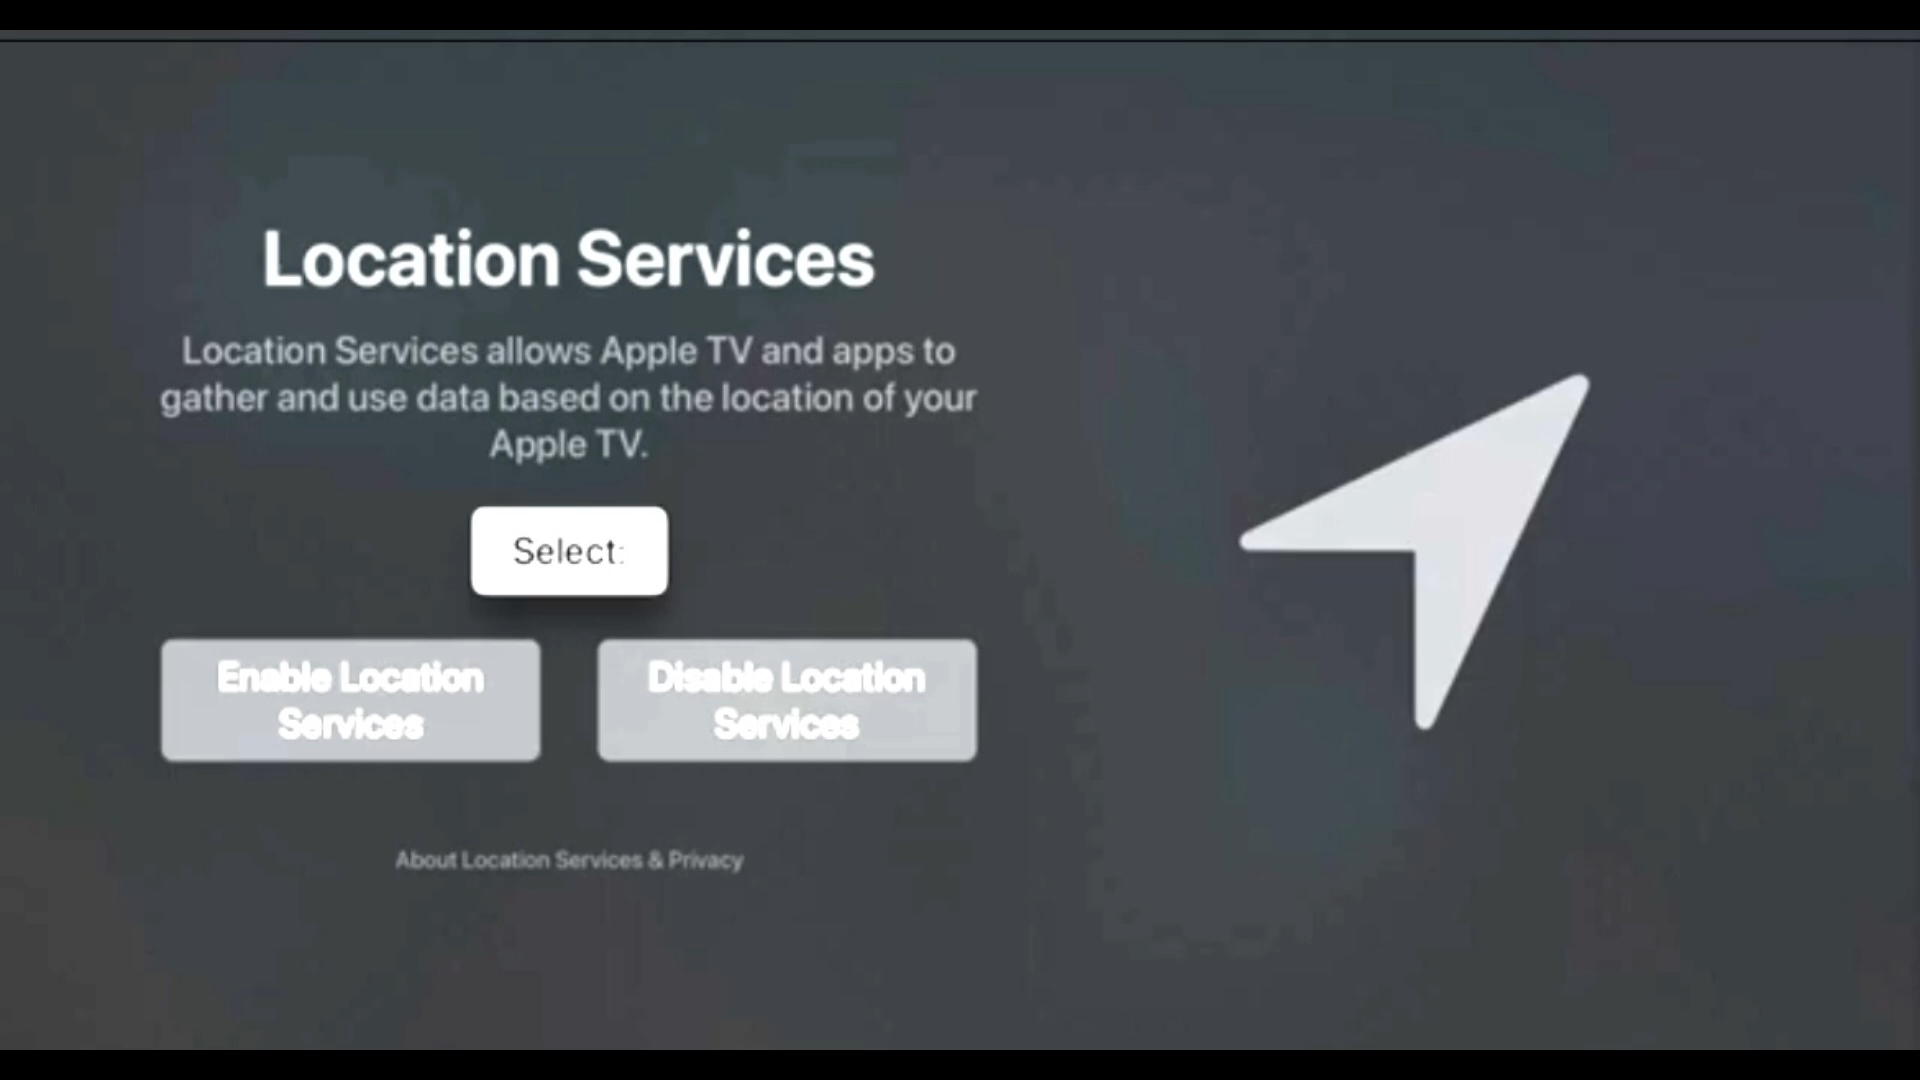 Location Services
Location Services allows Apple TV and apps to
gather and use data based on the location of your
Apple TV.
Select:
Enable Location
Services
Disable Location
Services
About Location Services & Privacy